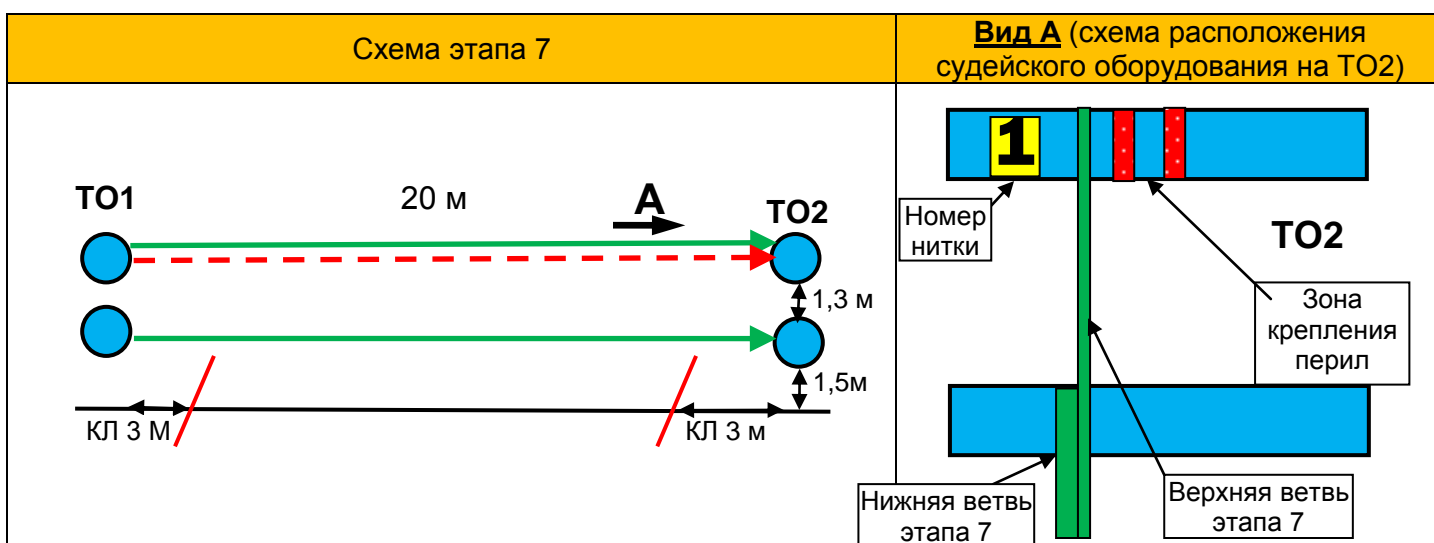 Схема этапа 7
Вид А (схема расположения
судейского оборудования на ТО2)
ТО1
20 м
А
ТО2
1,3 м
1,5м
КЛ 3 М
КЛ 3 м
1
Номер
нитки
ТО2
Зона
крепления
перил
Нижняя ветвь
этапа 7
Верхняя ветвь
этапа 7